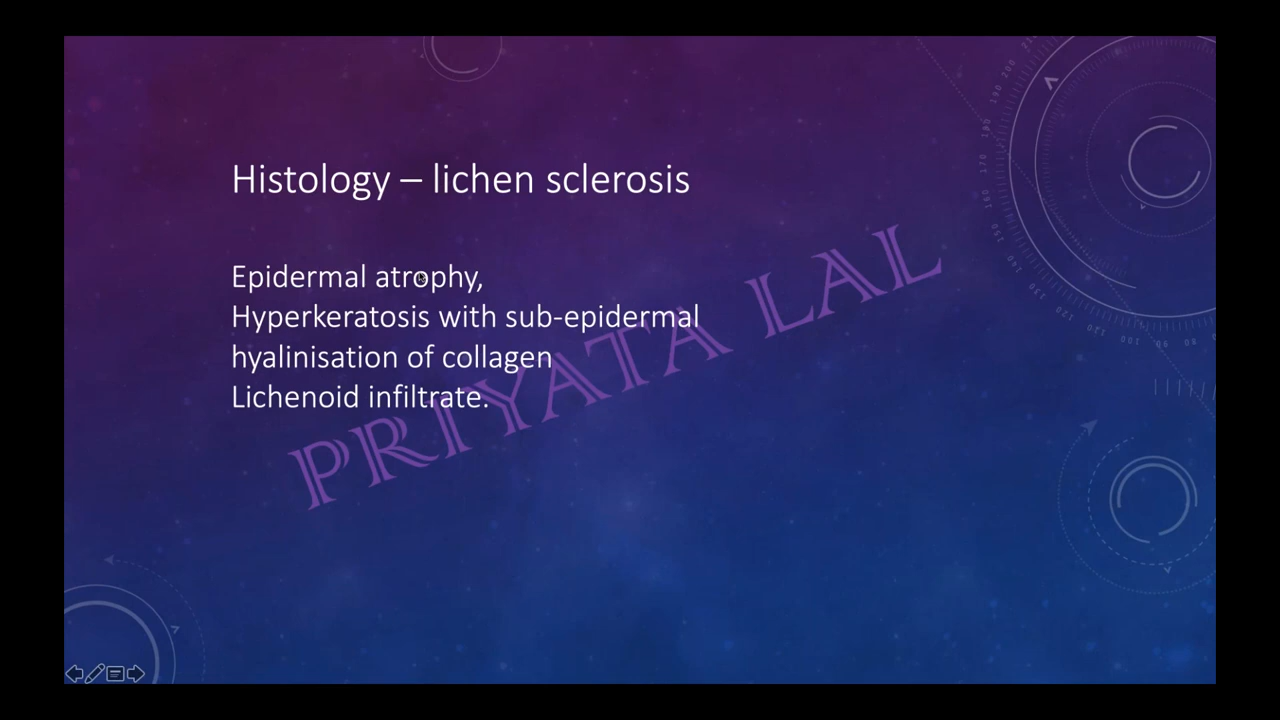 Histology – lichen sclerosis
Epidermal atrophy,
Hyperkeratosis with sub-epidermal
hyalinisation of collagen
Lichenoid infiltrate.
PRIYATA LAL